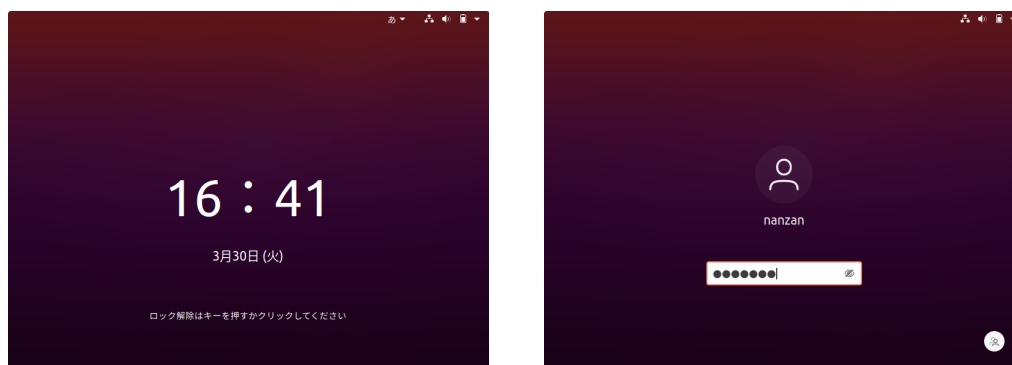 あ
16：41
3月30日 (火)
ロック解除はキーを押すかクリックしてください
nanzan
●●●●●●●